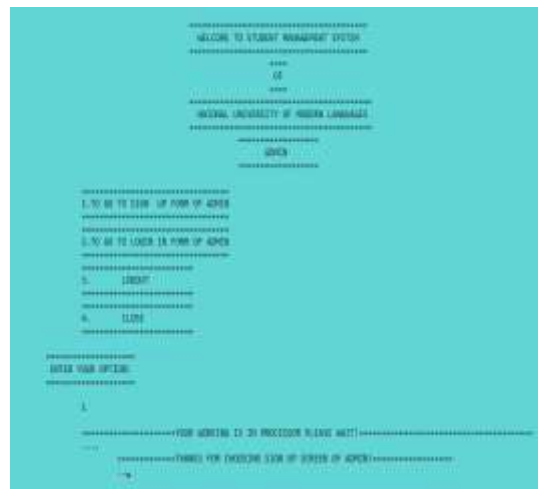 WELCOME TO STUDENT MANAGEMENT SYSTEM
OF
NATIONAL UNIVERSITY OF MODERN LANGUAGES
ADMIN
1.TO GO TO SIGN UP FORM OF ADMIN
2.TO GO TO LOGIN IN FORM OF ADMIN
3. LOGOUT
4. CLOSE
ENTER YOUR OPTION
1
YOUR WORKING IS IN PROCESSOR PLEASE WAIT!
THANKS FOR CHOOSING SIGN UP SCREEN OF ADMIN!